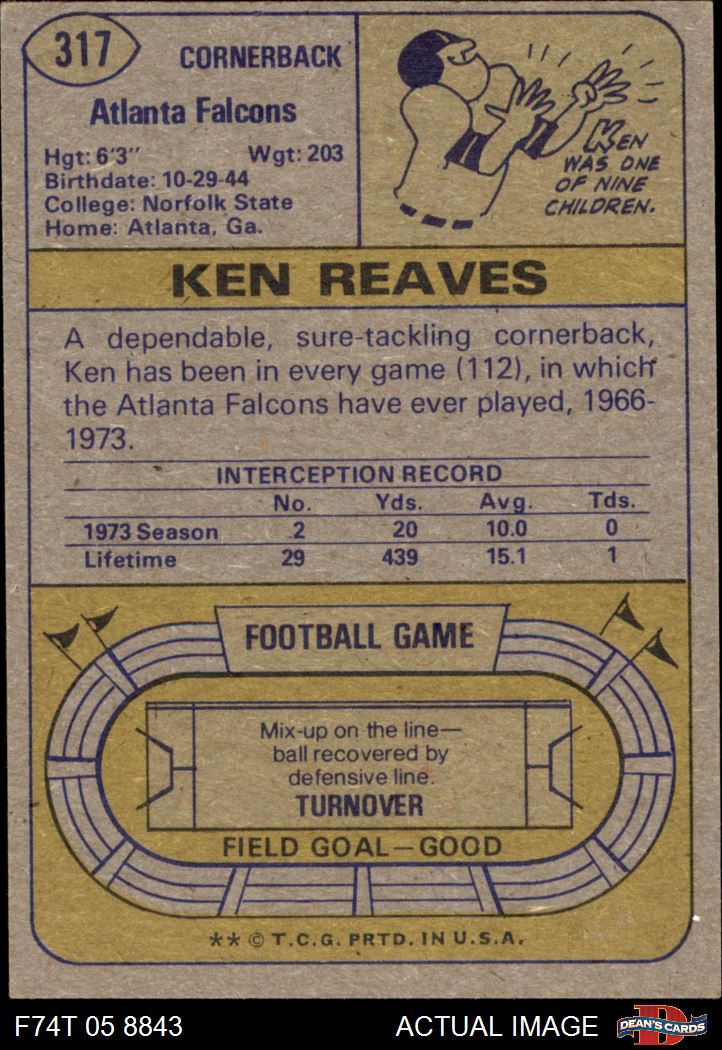 317
CORNERBACK
Atlanta Falcons
Hgt: 6'3" Wgt: 203
Birthdate: 10-29-44
College: Norfolk State
Home: Atlanta, Ga.
KEN
WAS ONE
OF NINE
CHILDREN.
KEN REAVES
A dependable, sure-tackling cornerback,
Ken has been in every game (112), in which
the Atlanta Falcons have ever played, 1966-
1973.
INTERCEPTION RECORD
No. Yds. Avg. Tds.
1973 Season 2 20 10.0 0
Lifetime 29 439 15.1 1
FOOTBALL GAME
Mix-up on the line—
ball recovered by
defensive line.
TURNOVER
FIELD GOAL—GOOD
** © T.C.G. PRTD. IN U.S.A.
F74T 05 8843 ACTUAL IMAGE
D
DEAN'S CARDS